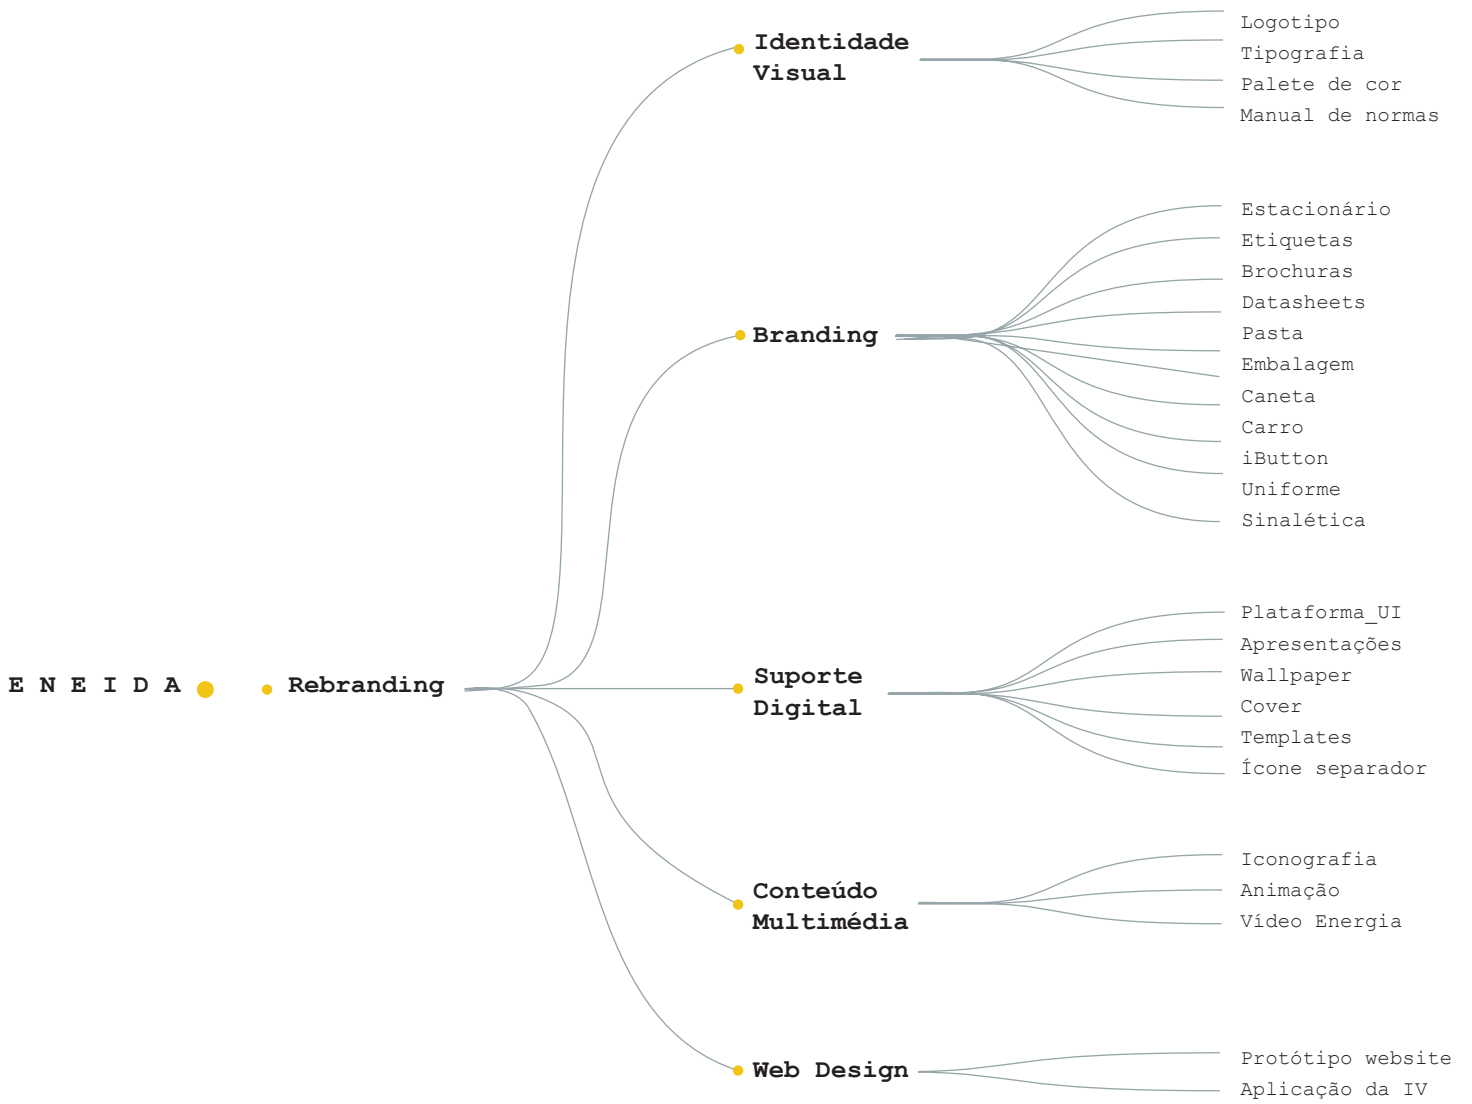 E N E I D A
Rebranding
Identidade
Visual
Logotipo
Tipografia
Palete de cor
Manual de normas
Branding
Estacionário
Etiquetas
Brochuras
Datasheets
Pasta
Embalagem
Caneta
Carro
iButton
Uniforme
Sinalética
Suporte
Digital
Plataforma_UI
Apresentações
Wallpaper
Cover
Templates
Ícone separador
Conteúdo
Multimédia
Iconografia
Animação
Vídeo Energia
Web Design
Protótipo website
Aplicação da IV